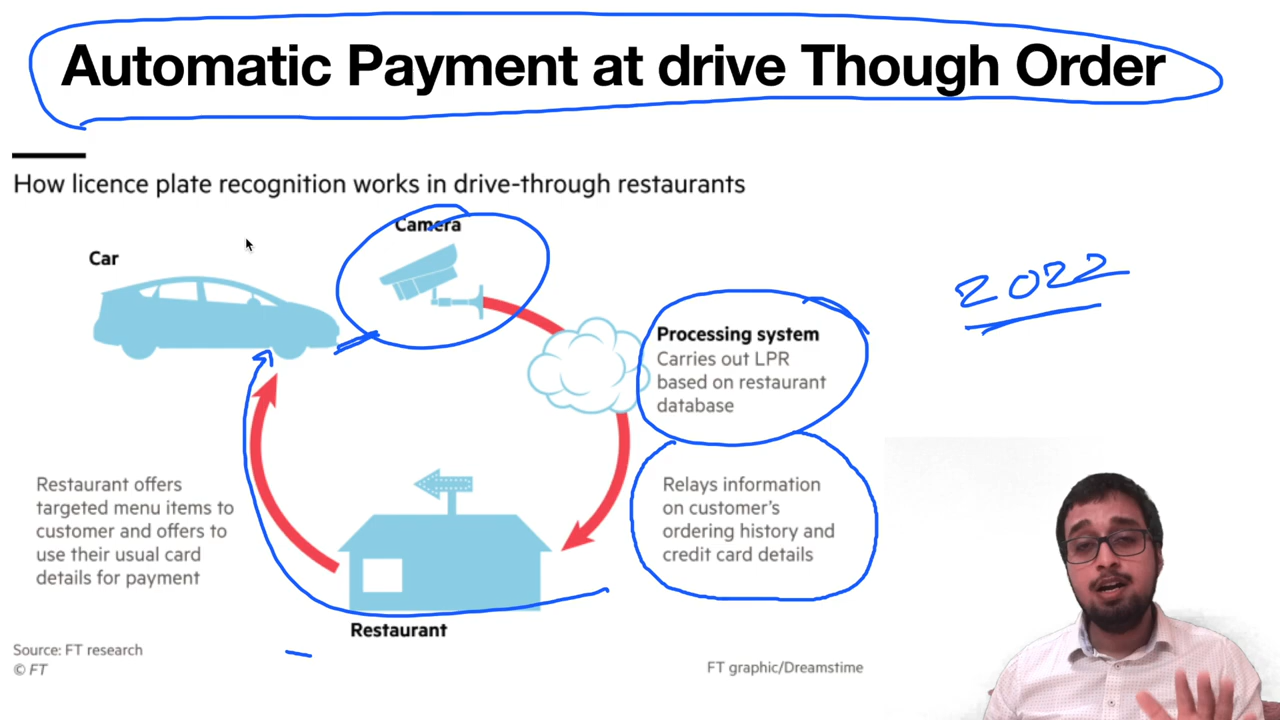 Automatic Payment at drive Though Order
How licence plate recognition works in drive-through restaurants
Camera
Car
2022
Processing system
Carries out LPR
based on restaurant
database
Restaurant offers
targeted menu items to
customer and offers to
use their usual card
details for payment
Relays information
on customer's
ordering history and
credit card details
Restaurant
Source: FT research
© FT
FT graphic/Dreamstime